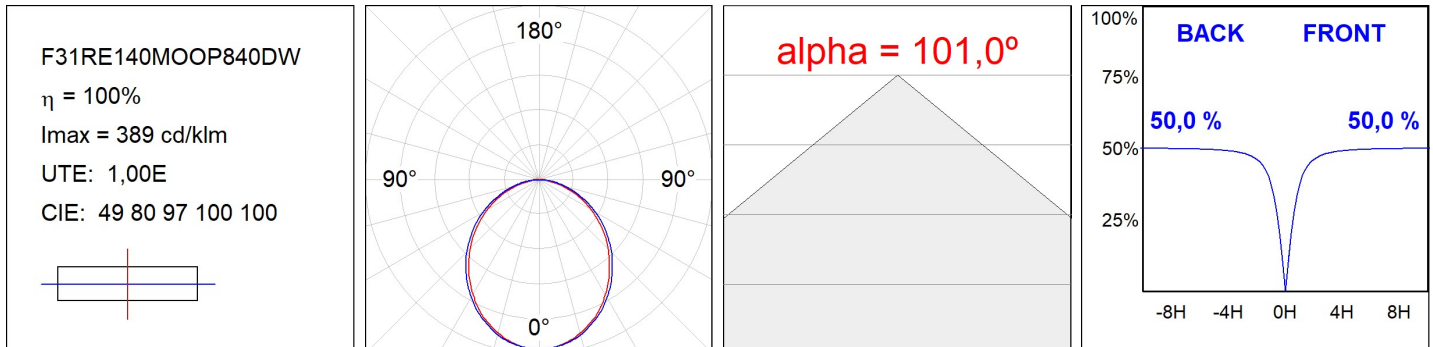 F31RE140MOOP840DW
η = 100%
Imax = 389 cd/klm
UTE: 1,00E
CIE: 49 80 97 100 100
180°
90° 90°
0°
alpha = 101,0º
100%
BACK FRONT
75%
50,0 % 50,0 %
50%
25%
-8H -4H 0H 4H 8H